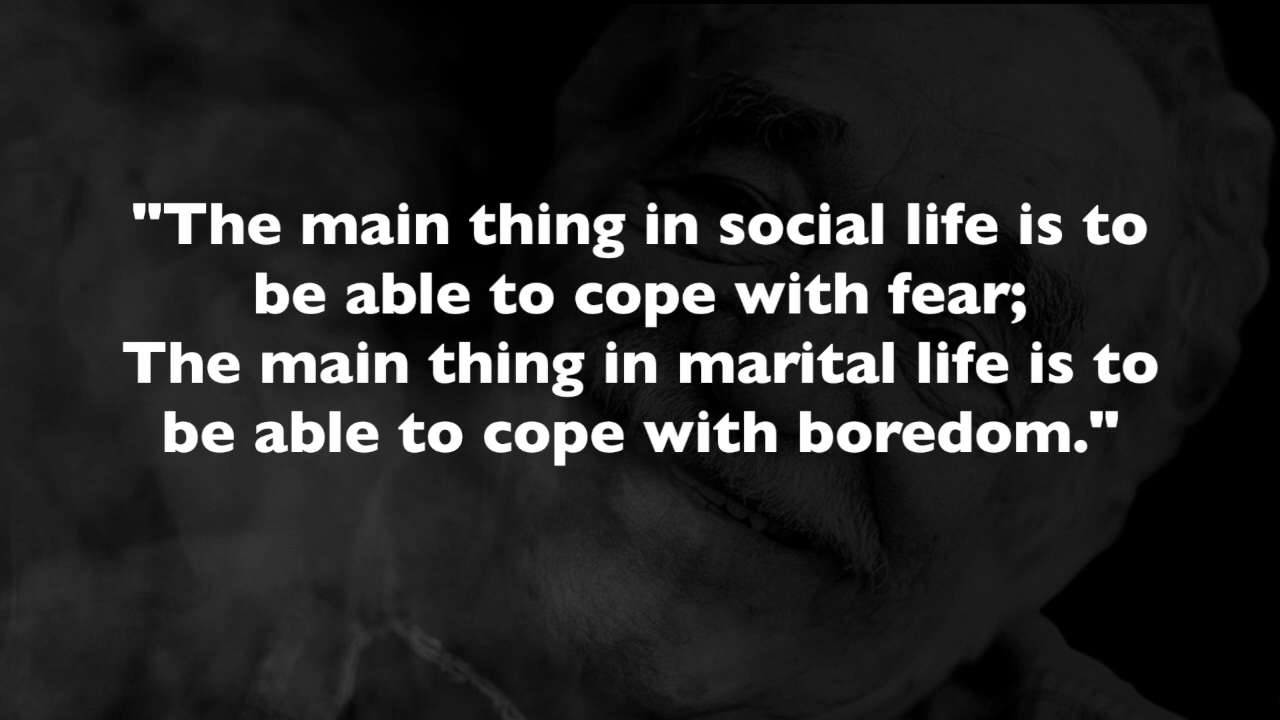 "The main thing in social life is to
be able to cope with fear;
The main thing in marital life is to
be able to cope with boredom."